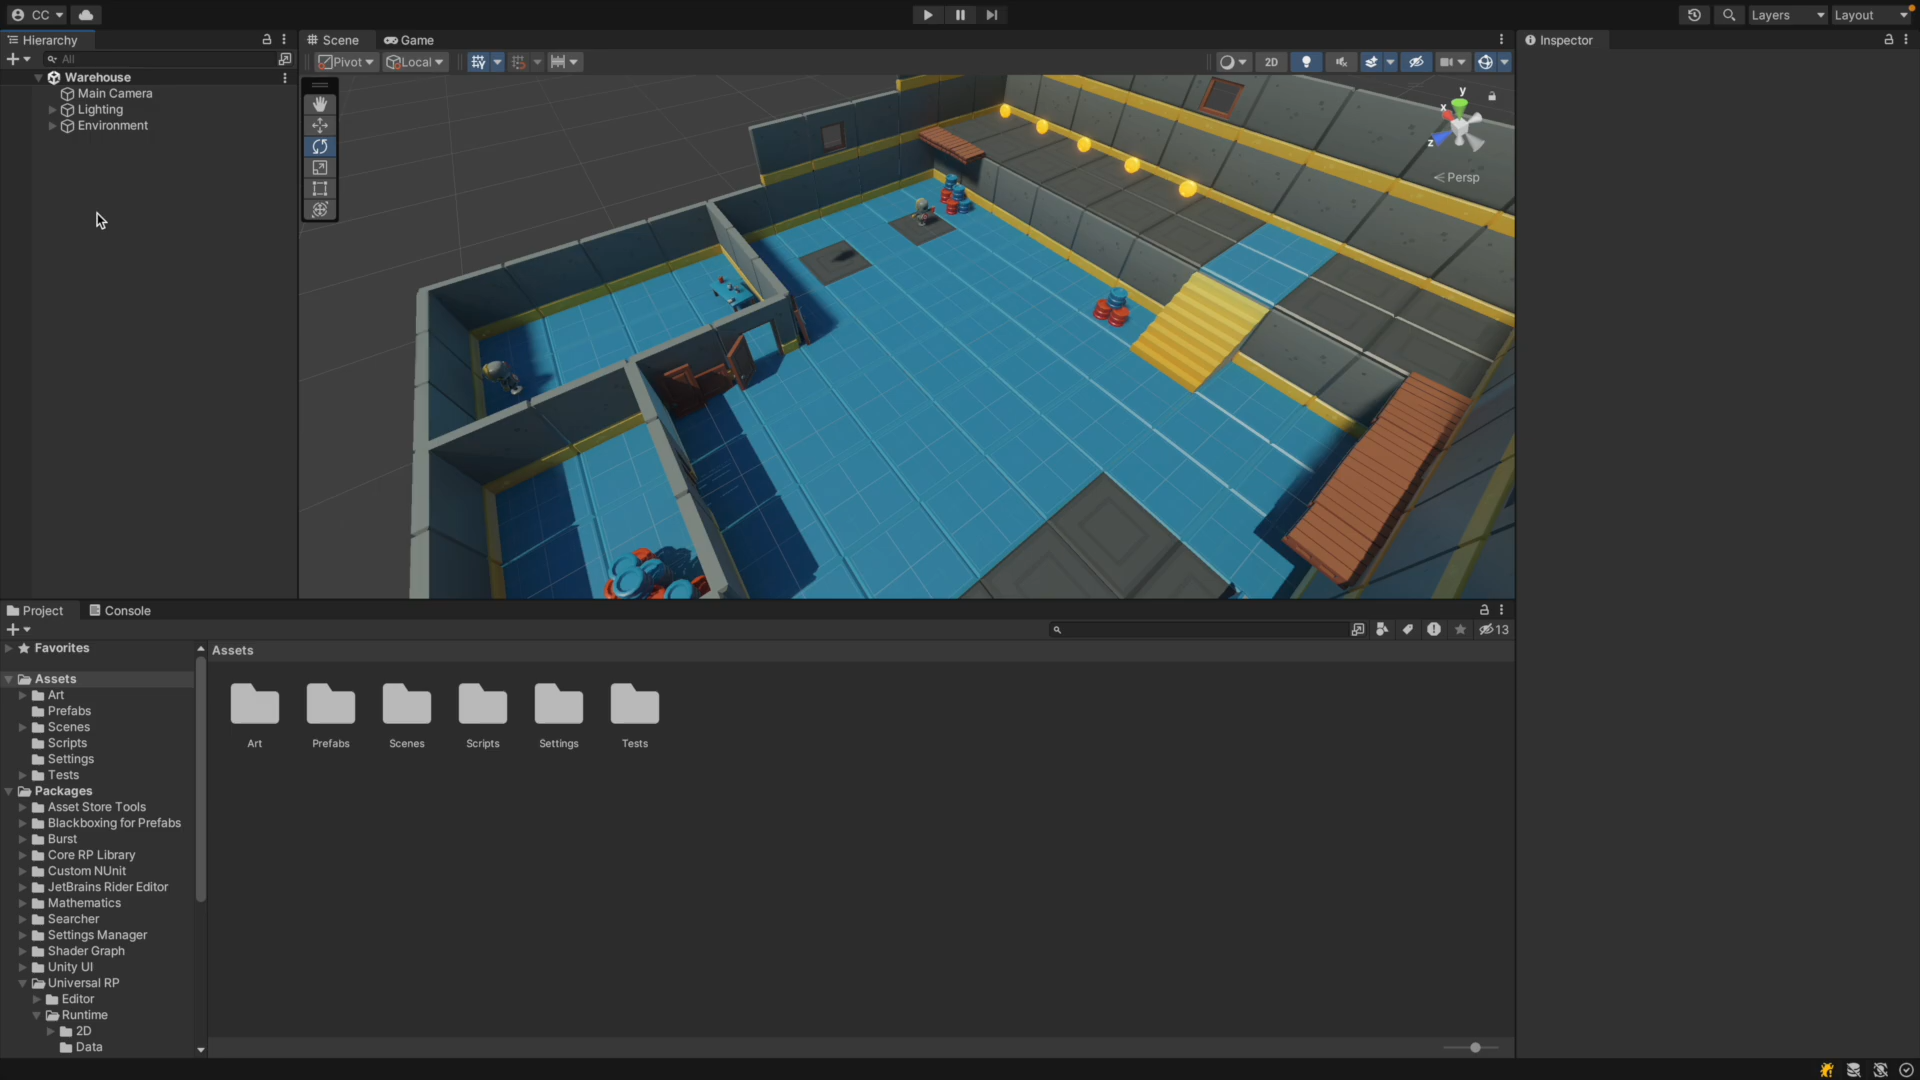 CC
Layers
Layout
Hierarchy
All
Warehouse
Main Camera
Lighting
Environment
Scene
Game
Pivot
Local
2D
y
x
z
Persp
Inspector
Project
Console
13
Favorites
Assets
Art
Prefabs
Scenes
Scripts
Settings
Tests
Packages
Asset Store Tools
Blackboxing for Prefabs
Burst
Core RP Library
Custom NUnit
JetBrains Rider Editor
Mathematics
Searcher
Settings Manager
Shader Graph
Unity UI
Universal RP
Editor
Runtime
2D
Data
Assets
Art
Prefabs
Scenes
Scripts
Settings
Tests